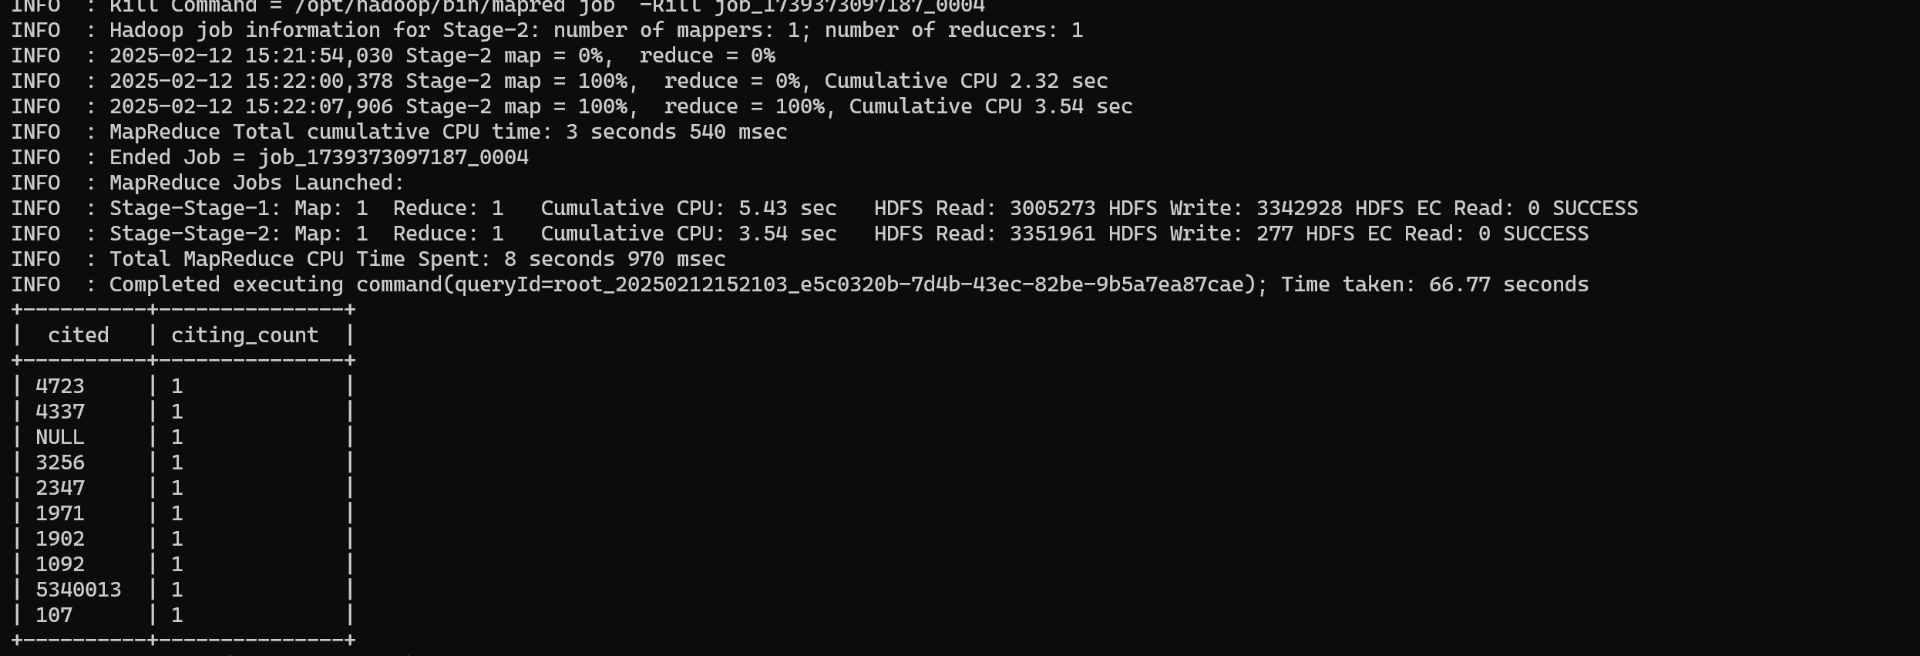 INFO  : Kill Command = /opt/hadoop/bin/mapred job  -kill job_1739373097187_0004
INFO  : Hadoop job information for Stage-2: number of mappers: 1; number of reducers: 1
INFO  : 2025-02-12 15:21:54,030 Stage-2 map = 0%,  reduce = 0%
INFO  : 2025-02-12 15:22:00,378 Stage-2 map = 100%,  reduce = 0%, Cumulative CPU 2.32 sec
INFO  : 2025-02-12 15:22:07,906 Stage-2 map = 100%,  reduce = 100%, Cumulative CPU 3.54 sec
INFO  : MapReduce Total cumulative CPU time: 3 seconds 540 msec
INFO  : Ended Job = job_1739373097187_0004
INFO  : MapReduce Jobs Launched:
INFO  : Stage-Stage-1: Map: 1  Reduce: 1   Cumulative CPU: 5.43 sec   HDFS Read: 3005273 HDFS Write: 3342928 HDFS EC Read: 0 SUCCESS
INFO  : Stage-Stage-2: Map: 1  Reduce: 1   Cumulative CPU: 3.54 sec   HDFS Read: 3351961 HDFS Write: 277 HDFS EC Read: 0 SUCCESS
INFO  : Total MapReduce CPU Time Spent: 8 seconds 970 msec
INFO  : Completed executing command(queryId=root_20250212152103_e5c0320b-7d4b-43ec-82be-9b5a7ea87cae); Time taken: 66.77 seconds
+----------+---------------+
|  cited   | citing_count  |
+----------+---------------+
| 4723     | 1             |
| 4337     | 1             |
| NULL     | 1             |
| 3256     | 1             |
| 2347     | 1             |
| 1971     | 1             |
| 1902     | 1             |
| 1092     | 1             |
| 5340013  | 1             |
| 107      | 1             |
+----------+---------------+